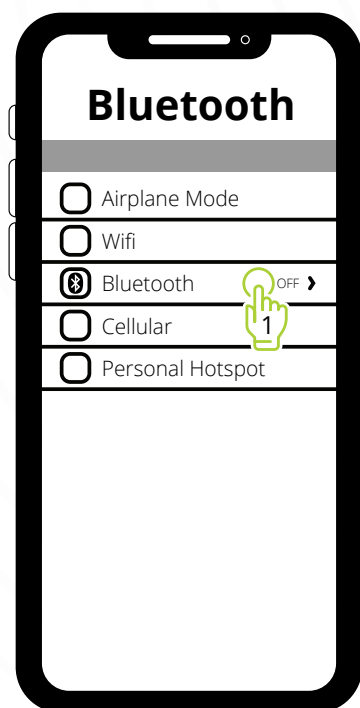 Bluetooth
Airplane Mode
Wifi
Bluetooth OFF
1
Cellular
Personal Hotspot